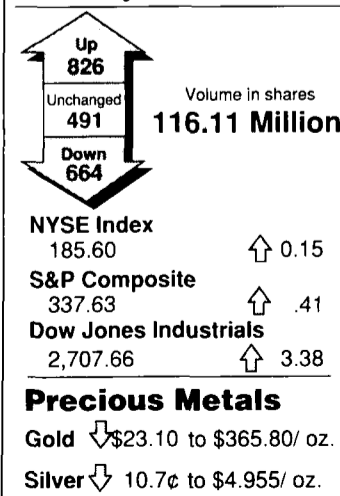 Up
826
Unchanged
491
Down
664
Volume in shares
116.11 Million
NYSE Index
185.60 0.15
S&P Composite
337.63 .41
Dow Jones Industrials
2,707.66 3.38
Precious Metals
Gold $23.10 to $365.80/ oz.
Silver 10.7¢ to $4.955/ oz.